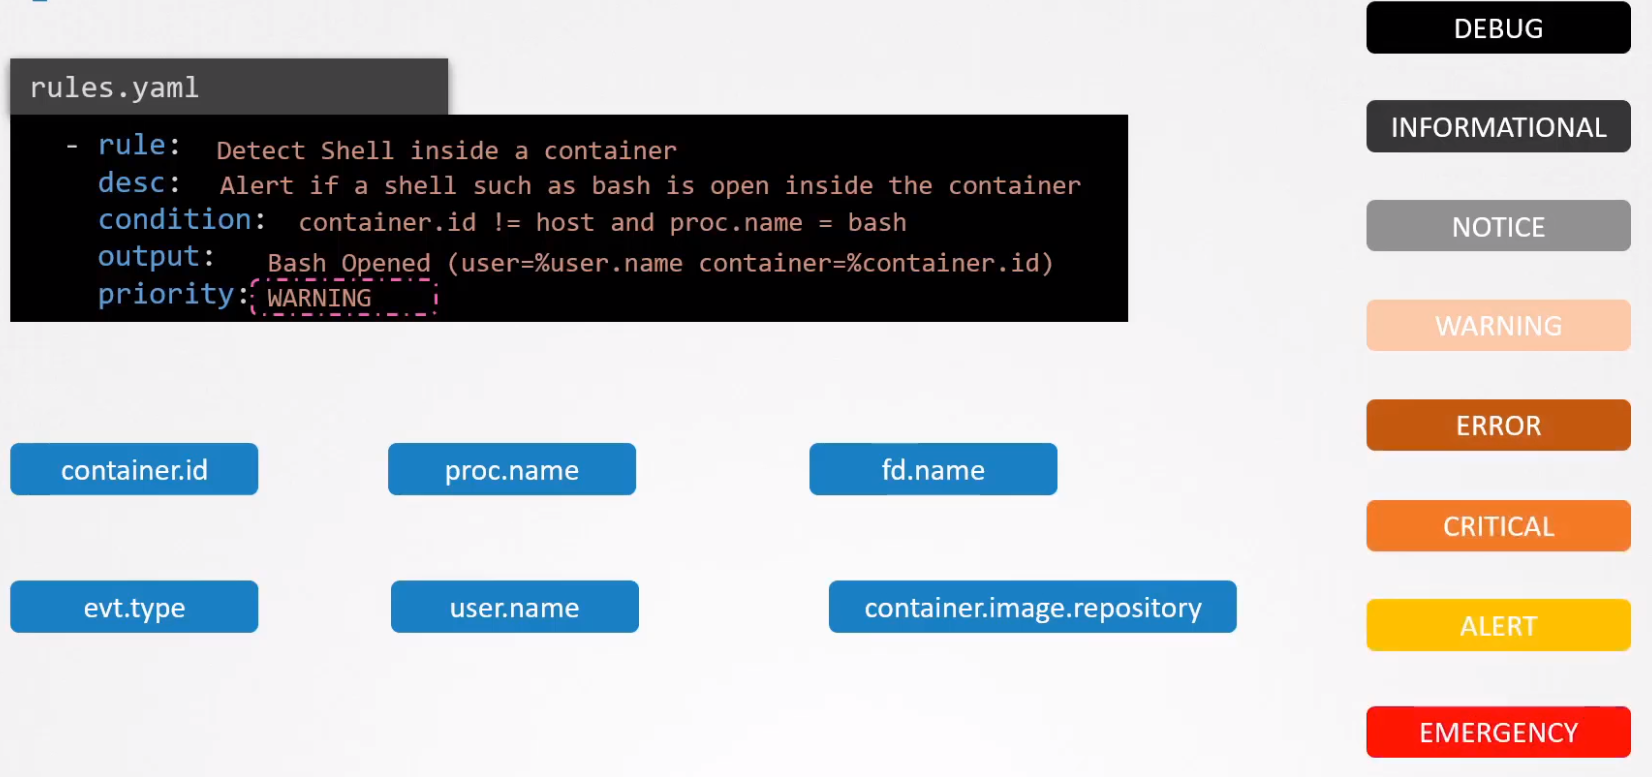 rules.yaml
- rule: Detect Shell inside a container
desc: Alert if a shell such as bash is open inside the container
condition: container.id != host and proc.name = bash
output: Bash Opened (user=%user.name container=%container.id)
priority: WARNING
container.id
proc.name
fd.name
evt.type
user.name
container.image.repository
DEBUG
INFORMATIONAL
NOTICE
WARNING
ERROR
CRITICAL
ALERT
EMERGENCY